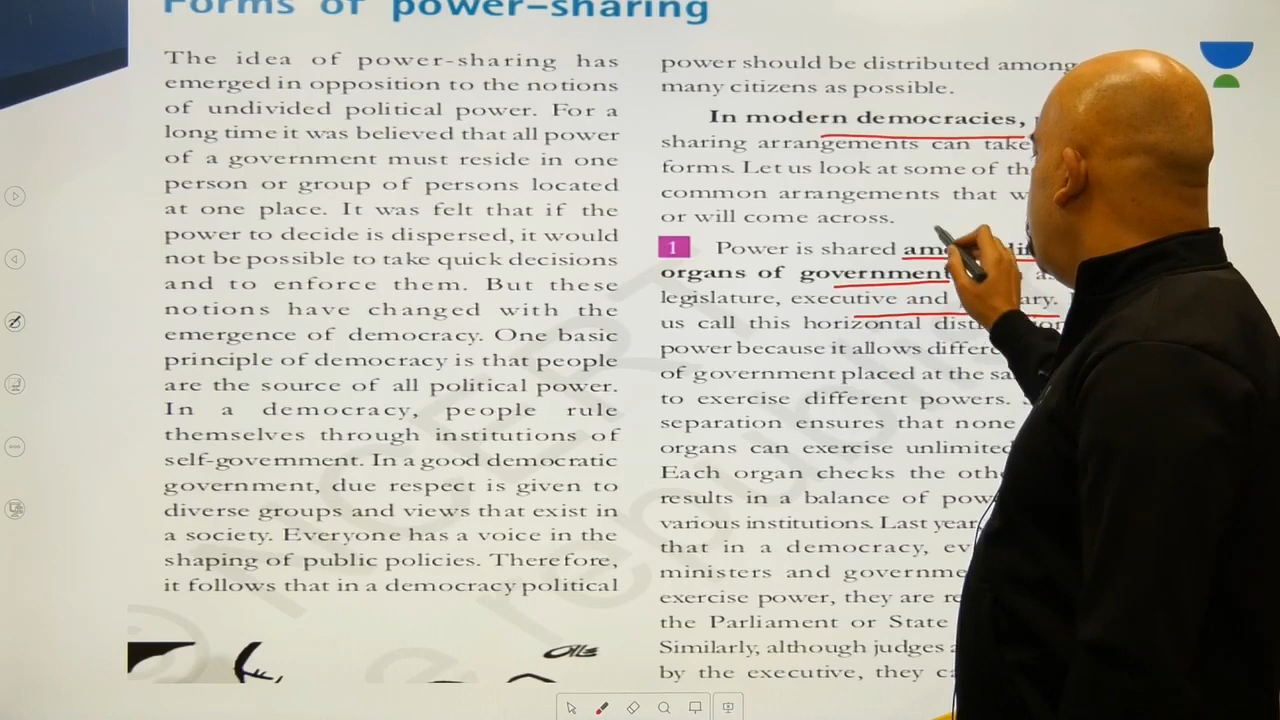 Forms of power-sharing
The idea of power-sharing has
emerged in opposition to the notions
of undivided political power. For a
long time it was believed that all power
of a government must reside in one
person or group of persons located
at one place. It was felt that if the
power to decide is dispersed, it would
not be possible to take quick decisions
and to enforce them. But these
notions have changed with the
emergence of democracy. One basic
principle of democracy is that people
are the source of all political power.
In a democracy, people rule
themselves through institutions of
self-government. In a good democratic
government, due respect is given to
diverse groups and views that exist in
a society. Everyone has a voice in the
shaping of public policies. Therefore,
it follows that in a democracy political
power should be distributed among
many citizens as possible.
In modern democracies,
sharing arrangements can take
forms. Let us look at some of
common arrangements that
or will come across.
1 Power is shared
organs of government
legislature, executive and
us call this horizontal
power because it allows
of government placed at the
to exercise different powers.
separation ensures that none
organs can exercise unlimited
Each organ checks the
results in a balance of
various institutions. Last year,
that in a democracy,
ministers and
exercise power, they are
the Parliament or State
Similarly, although judges
by the executive, they